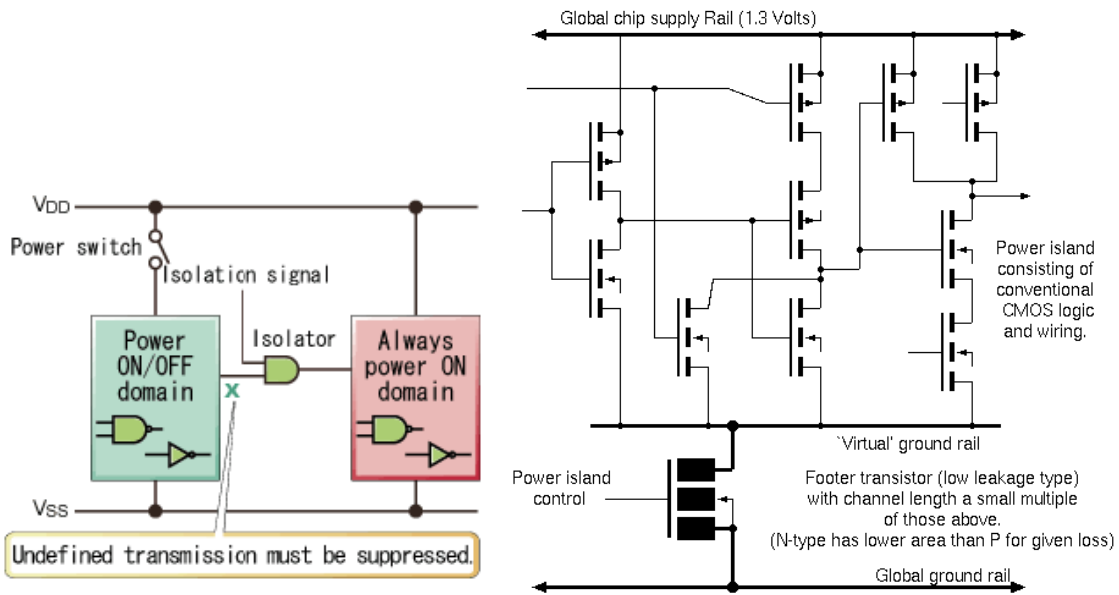 VDD
Power switch
Isolation signal
Isolator
Power
ON/OFF
domain
x
Always
power ON
domain
VSS
Undefined transmission must be suppressed.
Global chip supply Rail (1.3 Volts)
Power island
consisting of
conventional
CMOS logic
and wiring.
`Virtual' ground rail
Power island
control
Footer transistor (low leakage type)
with channel length a small multiple
of those above.
(N-type has lower area than P for given loss)
Global ground rail